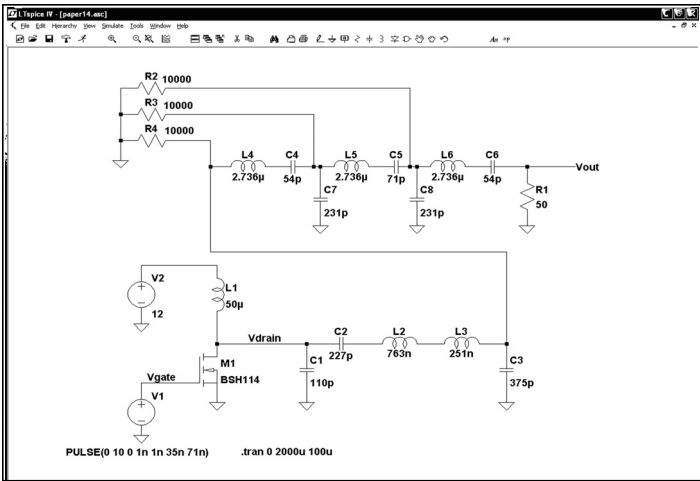 LTspice IV - [paper14.asc]
File Edit Hierarchy View Simulate Tools Window Help
Aa .op
R2 10000
R3 10000
R4 10000
L4 C4 L5 C5 L6 C6
2.736µ 54p 2.736µ 71p 2.736µ 54p
Vout
C7 C8 R1
231p 231p 50
V2 L1
12 50µ
Vdrain C2 L2 L3
227p 763n 251n
M1 C1 C3
BSH114 110p 375p
Vgate
V1
PULSE(0 10 0 1n 1n 35n 71n) .tran 0 2000u 100u